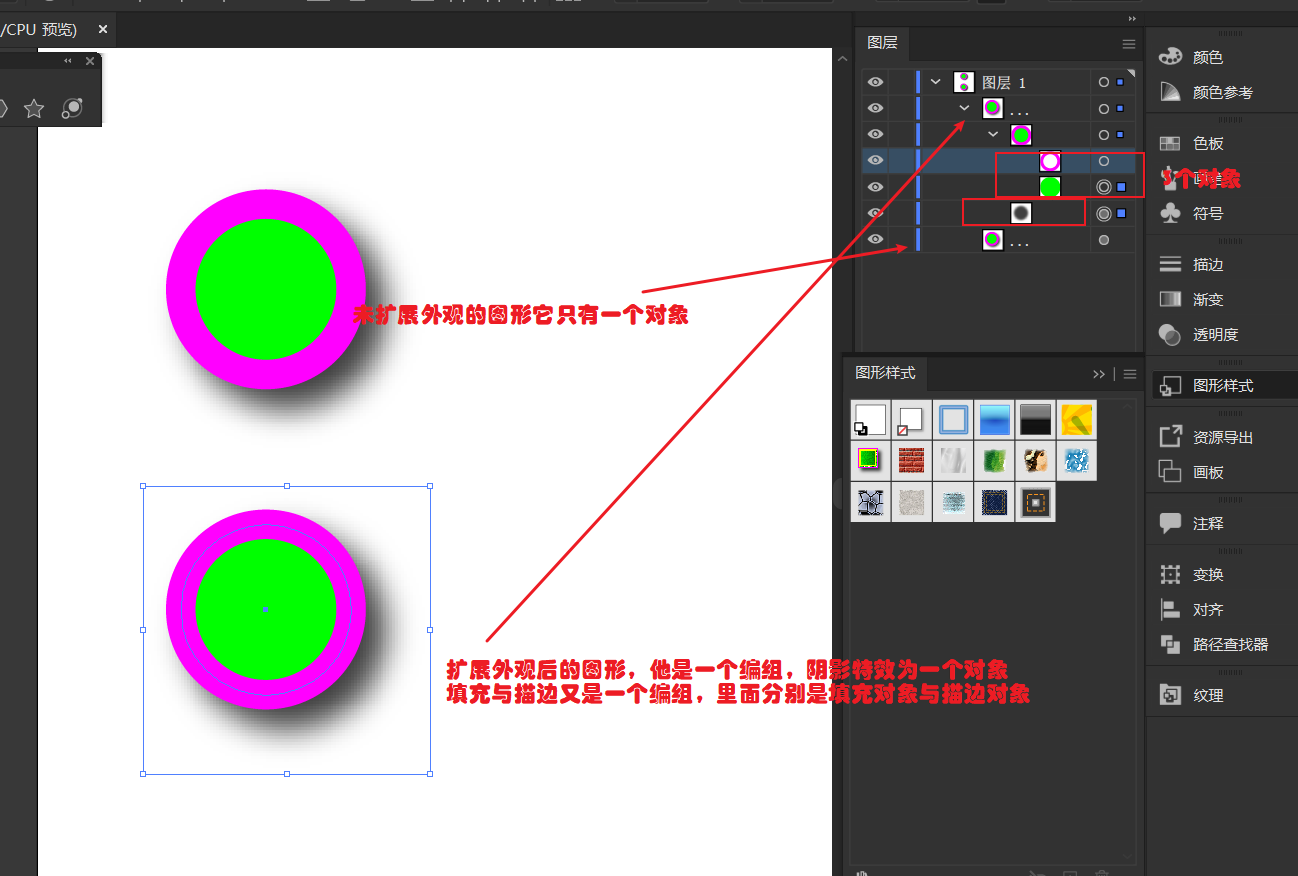 /CPU 预览)
图层
图层 1
...
...
3个对象
未扩展外观的图形它只有一个对象
扩展外观后的图形，他是一个编组，阴影特效为一个对象
填充与描边又是一个编组，里面分别是填充对象与描边对象
图形样式
颜色
颜色参考
色板
符号
描边
渐变
透明度
图形样式
资源导出
画板
注释
变换
对齐
路径查找器
纹理